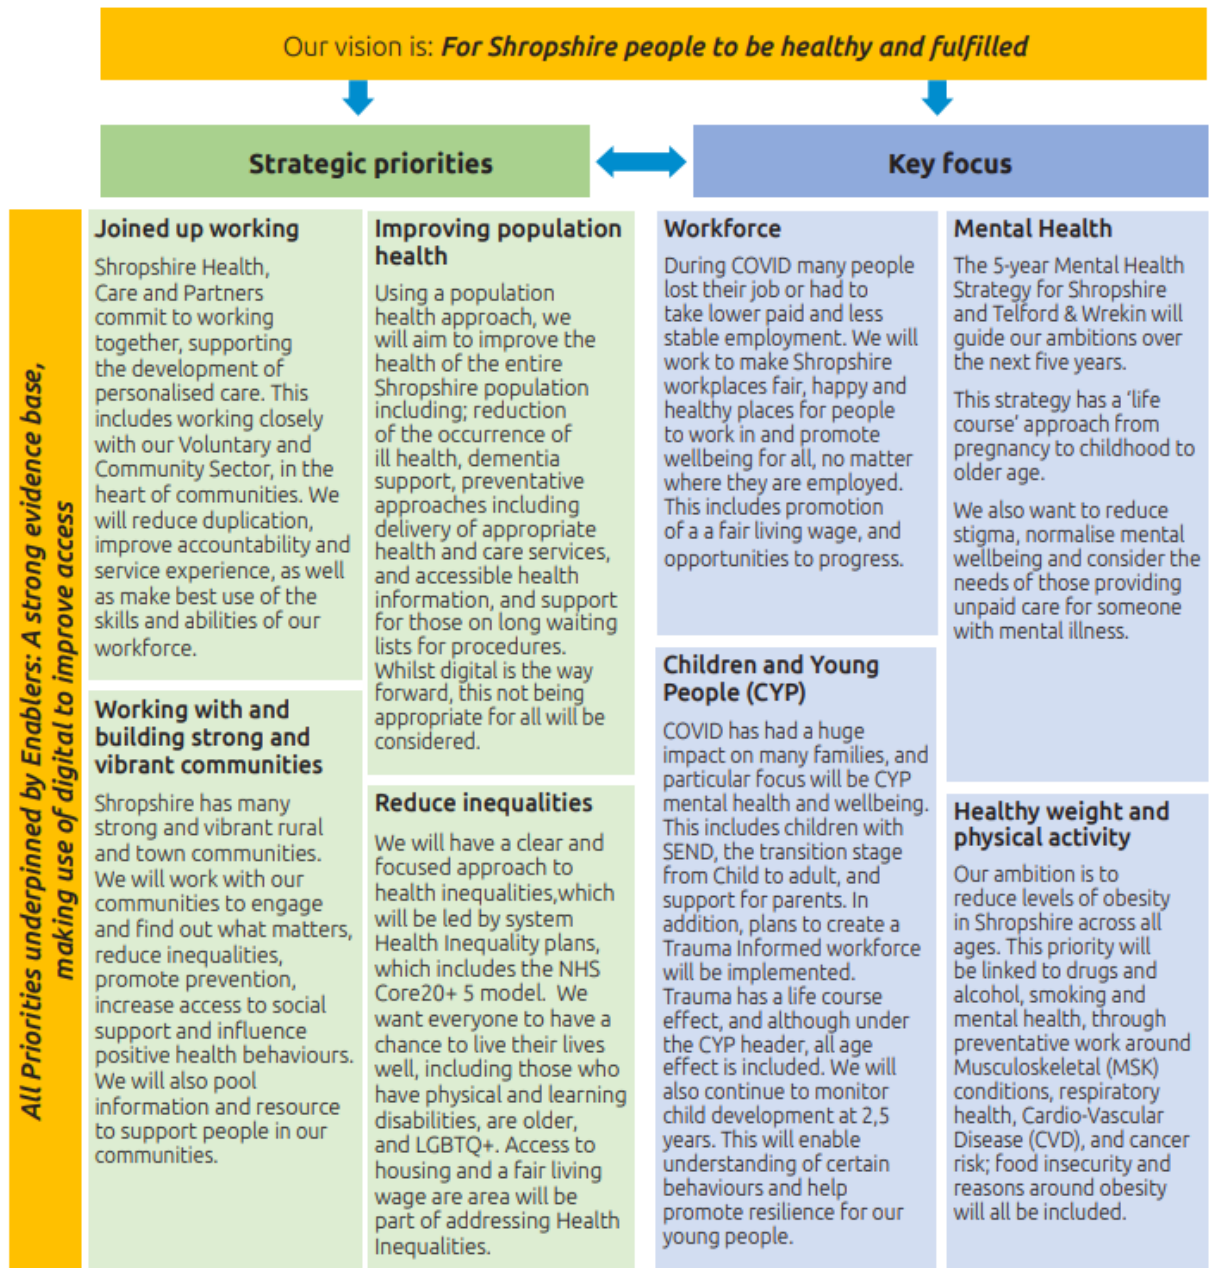 Our vision is: For Shropshire people to be healthy and fulfilled
Strategic priorities
Key focus
All Priorities underpinned by Enablers: A strong evidence base,
making use of digital to improve access
Joined up working
Shropshire Health,
Care and Partners
commit to working
together, supporting
the development of
personalised care. This
includes working closely
with our Voluntary and
Community Sector, in the
heart of communities. We
will reduce duplication,
improve accountability and
service experience, as well
as make best use of the
skills and abilities of our
workforce.
Working with and
building strong and
vibrant communities
Shropshire has many
strong and vibrant rural
and town communities.
We will work with our
communities to engage
and find out what matters,
reduce inequalities,
promote prevention,
increase access to social
support and influence
positive health behaviours.
We will also pool
information and resource
to support people in our
communities.
Improving population
health
Using a population
health approach, we
will aim to improve the
health of the entire
Shropshire population
including; reduction
of the occurrence of
ill health, dementia
support, preventative
approaches including
delivery of appropriate
health and care services,
and accessible health
information, and support
for those on long waiting
lists for procedures.
Whilst digital is the way
forward, this not being
appropriate for all will be
considered.
Reduce inequalities
We will have a clear and
focused approach to
health inequalities,which
will be led by system
Health Inequality plans,
which includes the NHS
Core20+ 5 model.  We
want everyone to have a
chance to live their lives
well, including those who
have physical and learning
disabilities, are older,
and LGBTQ+. Access to
housing and a fair living
wage are area will be
part of addressing Health
Inequalities.
Workforce
During COVID many people
lost their job or had to
take lower paid and less
stable employment. We will
work to make Shropshire
workplaces fair, happy and
healthy places for people
to work in and promote
wellbeing for all, no matter
where they are employed.
This includes promotion
of a a fair living wage, and
opportunities to progress.
Children and Young
People (CYP)
COVID has had a huge
impact on many families, and
particular focus will be CYP
mental health and wellbeing.
This includes children with
SEND, the transition stage
from Child to adult, and
support for parents. In
addition, plans to create a
Trauma Informed workforce
will be implemented.
Trauma has a life course
effect, and although under
the CYP header, all age
effect is included. We will
also continue to monitor
child development at 2,5
years. This will enable
understanding of certain
behaviours and help
promote resilience for our
young people.
Mental Health
The 5-year Mental Health
Strategy for Shropshire
and Telford & Wrekin will
guide our ambitions over
the next five years.
This strategy has a ‘life
course’ approach from
pregnancy to childhood to
older age.
We also want to reduce
stigma, normalise mental
wellbeing and consider the
needs of those providing
unpaid care for someone
with mental illness.
Healthy weight and
physical activity
Our ambition is to
reduce levels of obesity
in Shropshire across all
ages. This priority will
be linked to drugs and
alcohol, smoking and
mental health, through
preventative work around
Musculoskeletal (MSK)
conditions, respiratory
health, Cardio-Vascular
Disease (CVD), and cancer
risk; food insecurity and
reasons around obesity
will all be included.